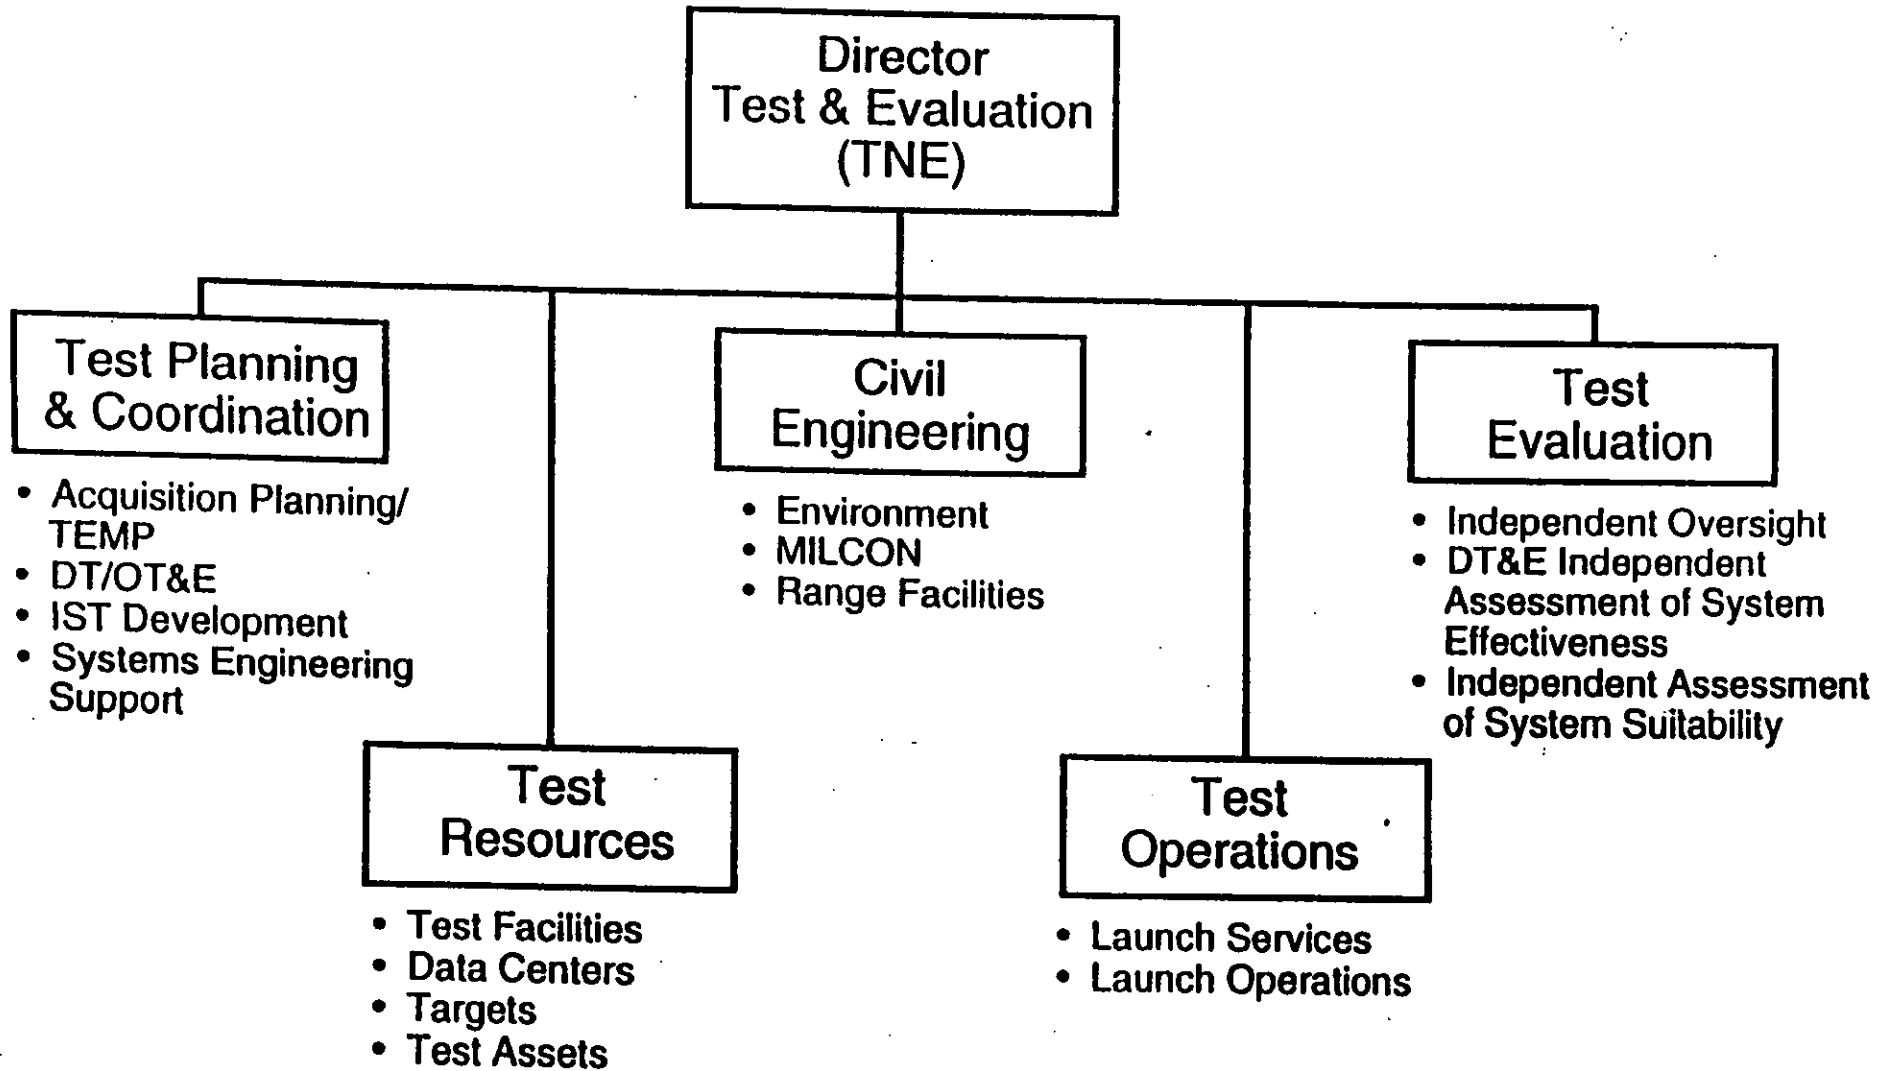 Director
Test & Evaluation
(TNE)
Test Planning
& Coordination
• Acquisition Planning/
TEMP
• DT/OT&E
• IST Development
• Systems Engineering
Support
Test
Resources
• Test Facilities
• Data Centers
• Targets
• Test Assets
Civil
Engineering
• Environment
• MILCON
• Range Facilities
Test
Operations
• Launch Services
• Launch Operations
Test
Evaluation
• Independent Oversight
• DT&E Independent
Assessment of System
Effectiveness
• Independent Assessment
of System Suitability